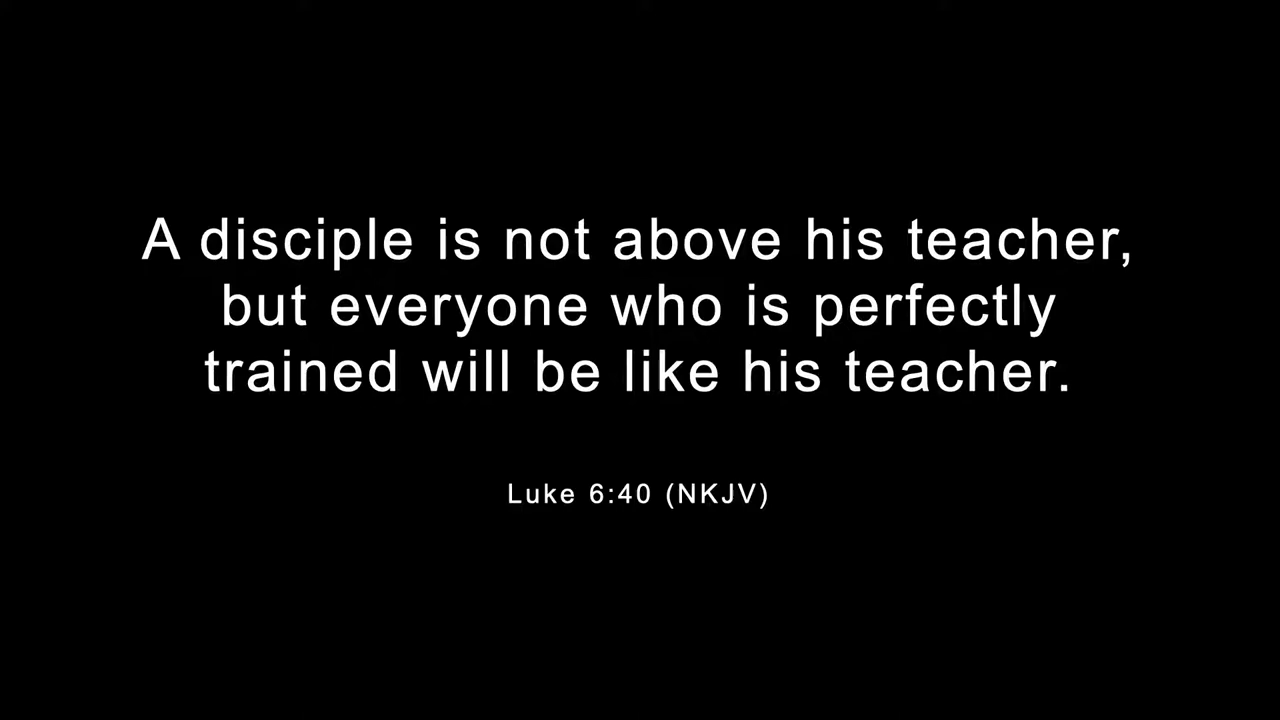 A disciple is not above his teacher,
but everyone who is perfectly
trained will be like his teacher.
Luke 6:40 (NKJV)